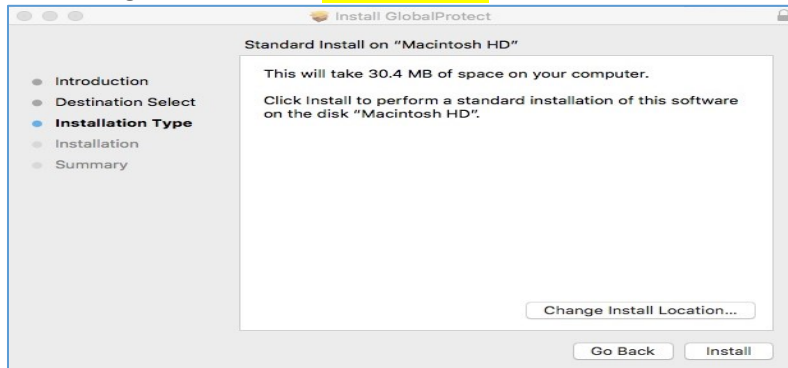 Install GlobalProtect
Standard Install on "Macintosh HD"
Introduction
Destination Select
Installation Type
Installation
Summary
This will take 30.4 MB of space on your computer.
Click Install to perform a standard installation of this software
on the disk "Macintosh HD".
Change Install Location...
Go Back
Install